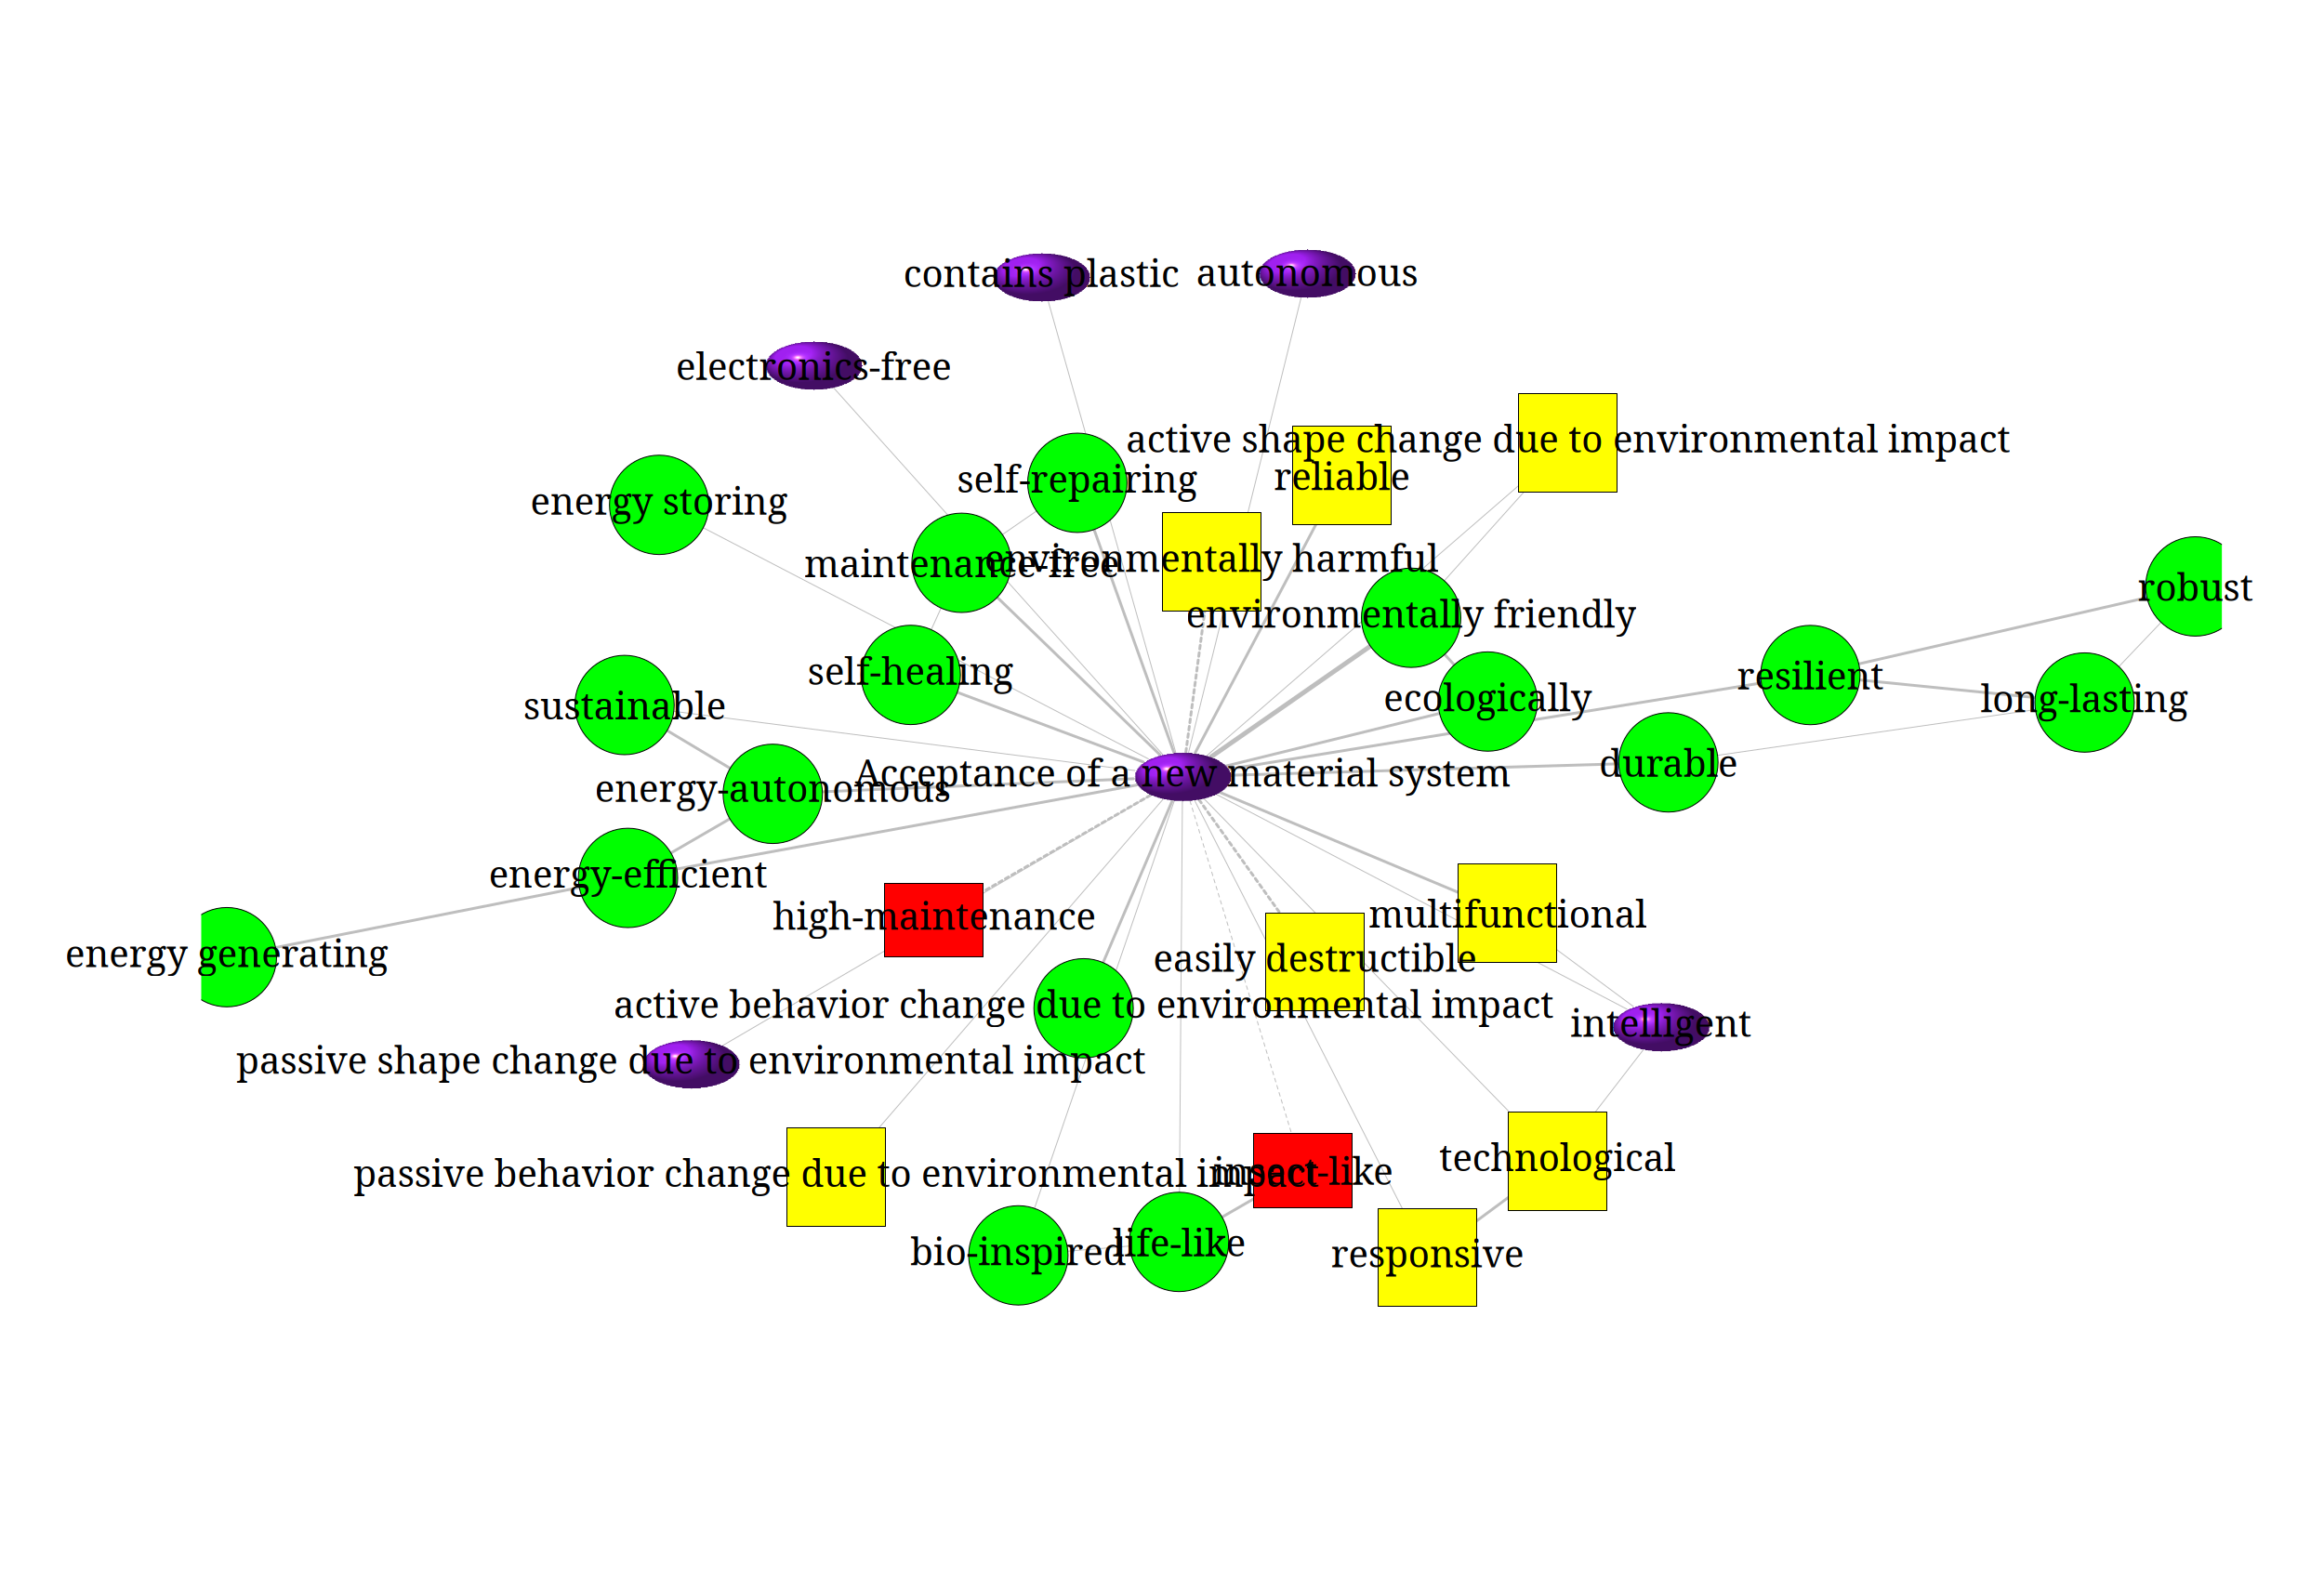 contains plastic
autonomous
electronics-free
active shape change due to environmental impact
reliable
self-repairing
energy storing
maintenance-free
environmentally harmful
robust
environmentally friendly
self-healing
resilient
ecologically
long-lasting
sustainable
durable
Acceptance of a new material system
energy-autonomous
energy-efficient
high-maintenance
multifunctional
energy generating
easily destructible
active behavior change due to environmental impact
intelligent
passive shape change due to environmental impact
technological
passive behavior change due to environmental impact
insect-like
life-like
bio-inspired
responsive